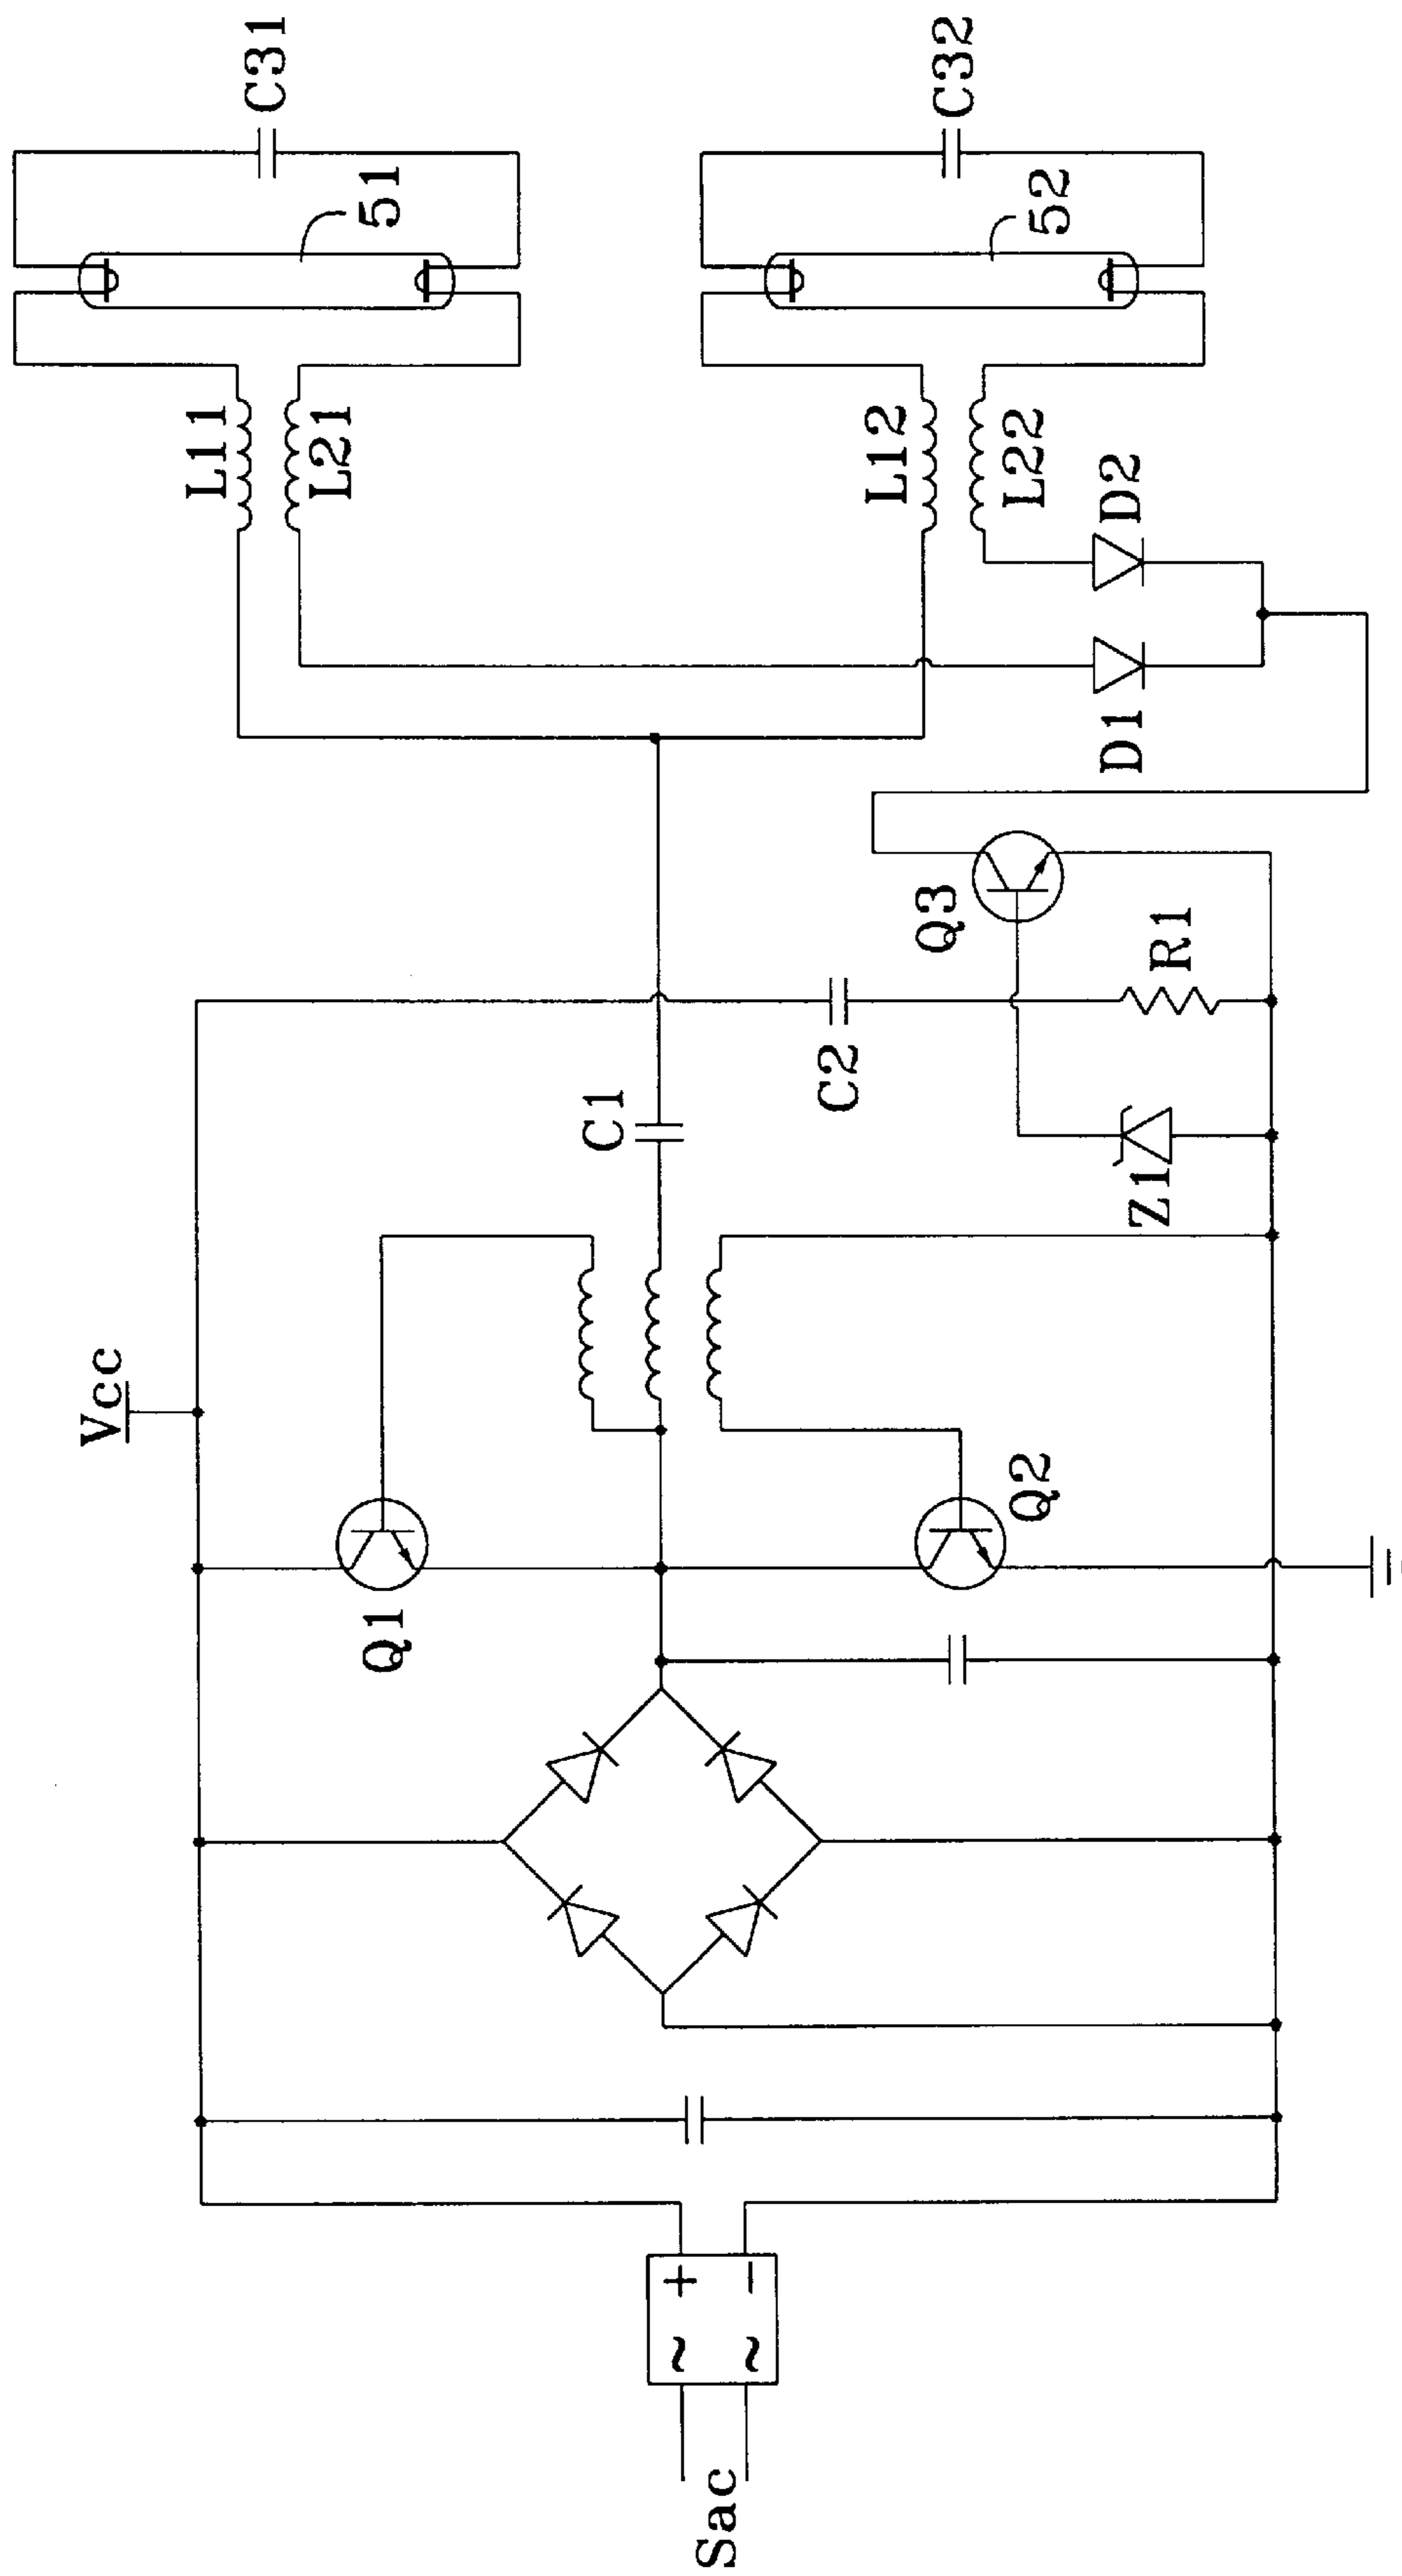 Sac
~ +
~ −
Vcc
Q1
Q2
C1
C2
Z1
R1
Q3
D1
D2
L11
L21
L12
L22
51
52
C31
C32